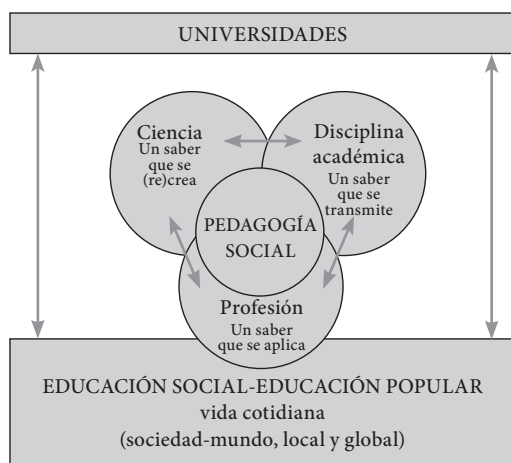 UNIVERSIDADES
Ciencia
Un saber
que se
(re)crea
Disciplina
académica
Un saber
que se
transmite
PEDAGOGÍA
SOCIAL
Profesión
Un saber
que se aplica
EDUCACIÓN SOCIAL-EDUCACIÓN POPULAR
vida cotidiana
(sociedad-mundo, local y global)